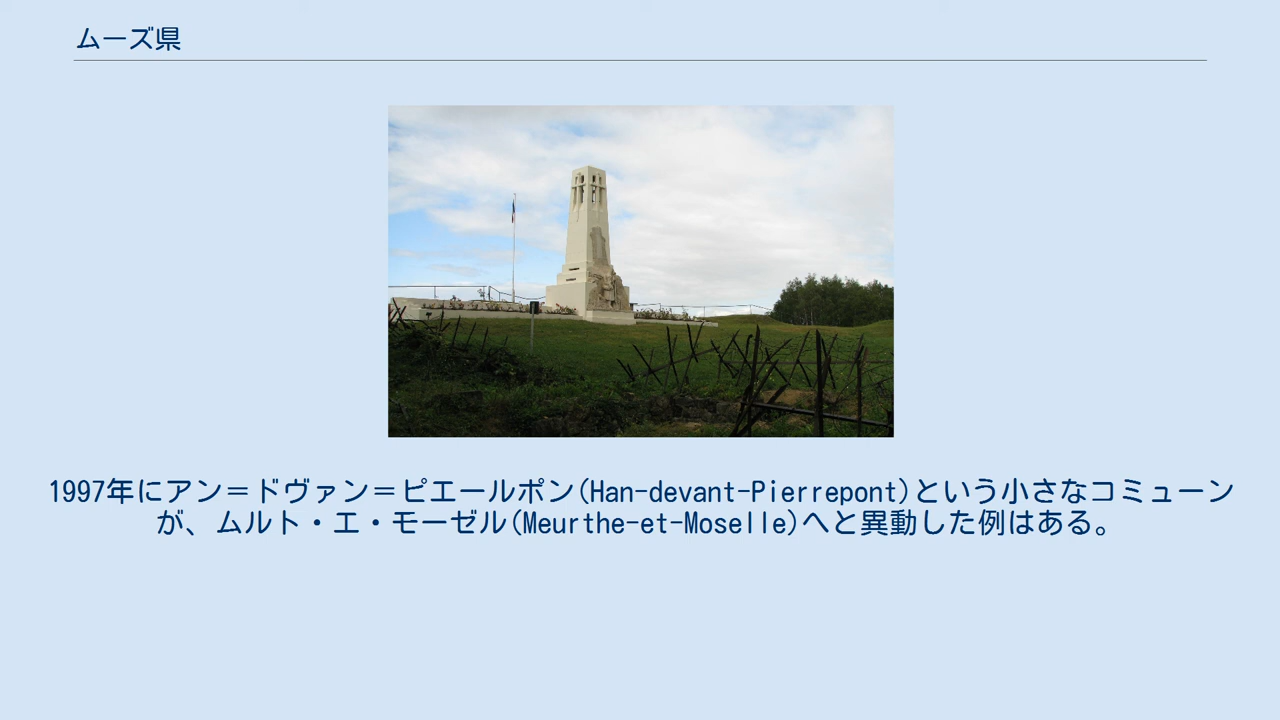 ムーズ県
1997年にアン＝ドヴァン＝ピエールポン(Han-devant-Pierrepont)という小さなコミューン
が、ムルト・エ・モーゼル(Meurthe-et-Moselle)へと異動した例はある。